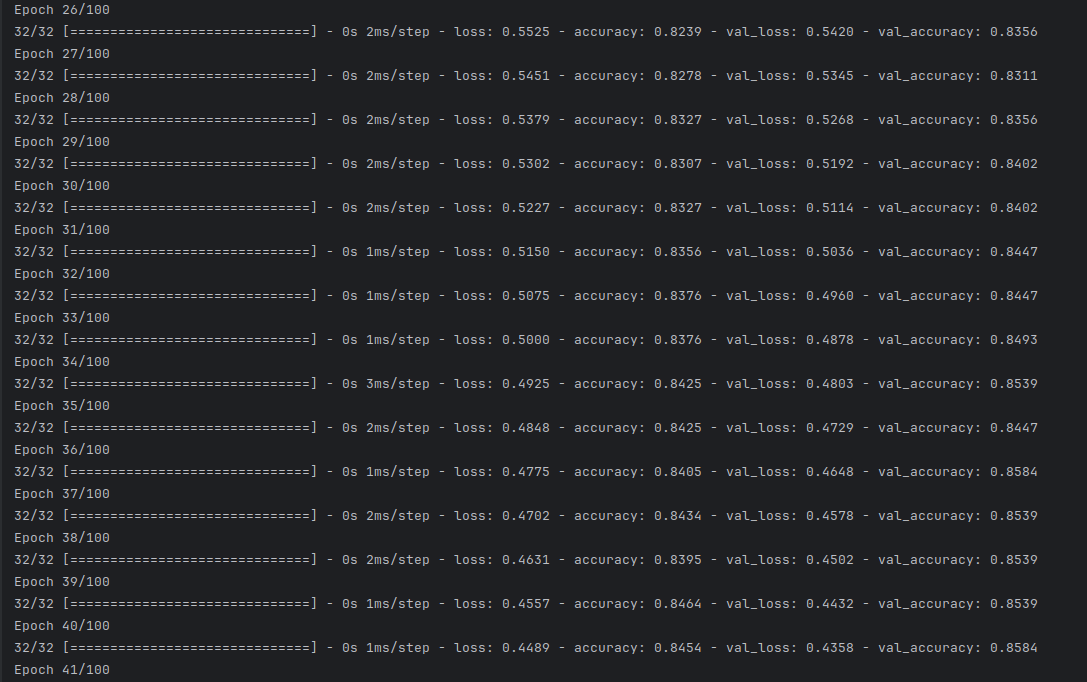 Epoch 26/100
32/32 [==============================] - 0s 2ms/step - loss: 0.5525 - accuracy: 0.8239 - val_loss: 0.5420 - val_accuracy: 0.8356
Epoch 27/100
32/32 [==============================] - 0s 2ms/step - loss: 0.5451 - accuracy: 0.8278 - val_loss: 0.5345 - val_accuracy: 0.8311
Epoch 28/100
32/32 [==============================] - 0s 2ms/step - loss: 0.5379 - accuracy: 0.8327 - val_loss: 0.5268 - val_accuracy: 0.8356
Epoch 29/100
32/32 [==============================] - 0s 2ms/step - loss: 0.5302 - accuracy: 0.8307 - val_loss: 0.5192 - val_accuracy: 0.8402
Epoch 30/100
32/32 [==============================] - 0s 2ms/step - loss: 0.5227 - accuracy: 0.8327 - val_loss: 0.5114 - val_accuracy: 0.8402
Epoch 31/100
32/32 [==============================] - 0s 1ms/step - loss: 0.5150 - accuracy: 0.8356 - val_loss: 0.5036 - val_accuracy: 0.8447
Epoch 32/100
32/32 [==============================] - 0s 1ms/step - loss: 0.5075 - accuracy: 0.8376 - val_loss: 0.4960 - val_accuracy: 0.8447
Epoch 33/100
32/32 [==============================] - 0s 1ms/step - loss: 0.5000 - accuracy: 0.8376 - val_loss: 0.4878 - val_accuracy: 0.8493
Epoch 34/100
32/32 [==============================] - 0s 3ms/step - loss: 0.4925 - accuracy: 0.8425 - val_loss: 0.4803 - val_accuracy: 0.8539
Epoch 35/100
32/32 [==============================] - 0s 2ms/step - loss: 0.4848 - accuracy: 0.8425 - val_loss: 0.4729 - val_accuracy: 0.8447
Epoch 36/100
32/32 [==============================] - 0s 1ms/step - loss: 0.4775 - accuracy: 0.8405 - val_loss: 0.4648 - val_accuracy: 0.8584
Epoch 37/100
32/32 [==============================] - 0s 2ms/step - loss: 0.4702 - accuracy: 0.8434 - val_loss: 0.4578 - val_accuracy: 0.8539
Epoch 38/100
32/32 [==============================] - 0s 2ms/step - loss: 0.4631 - accuracy: 0.8395 - val_loss: 0.4502 - val_accuracy: 0.8539
Epoch 39/100
32/32 [==============================] - 0s 1ms/step - loss: 0.4557 - accuracy: 0.8464 - val_loss: 0.4432 - val_accuracy: 0.8539
Epoch 40/100
32/32 [==============================] - 0s 1ms/step - loss: 0.4489 - accuracy: 0.8454 - val_loss: 0.4358 - val_accuracy: 0.8584
Epoch 41/100